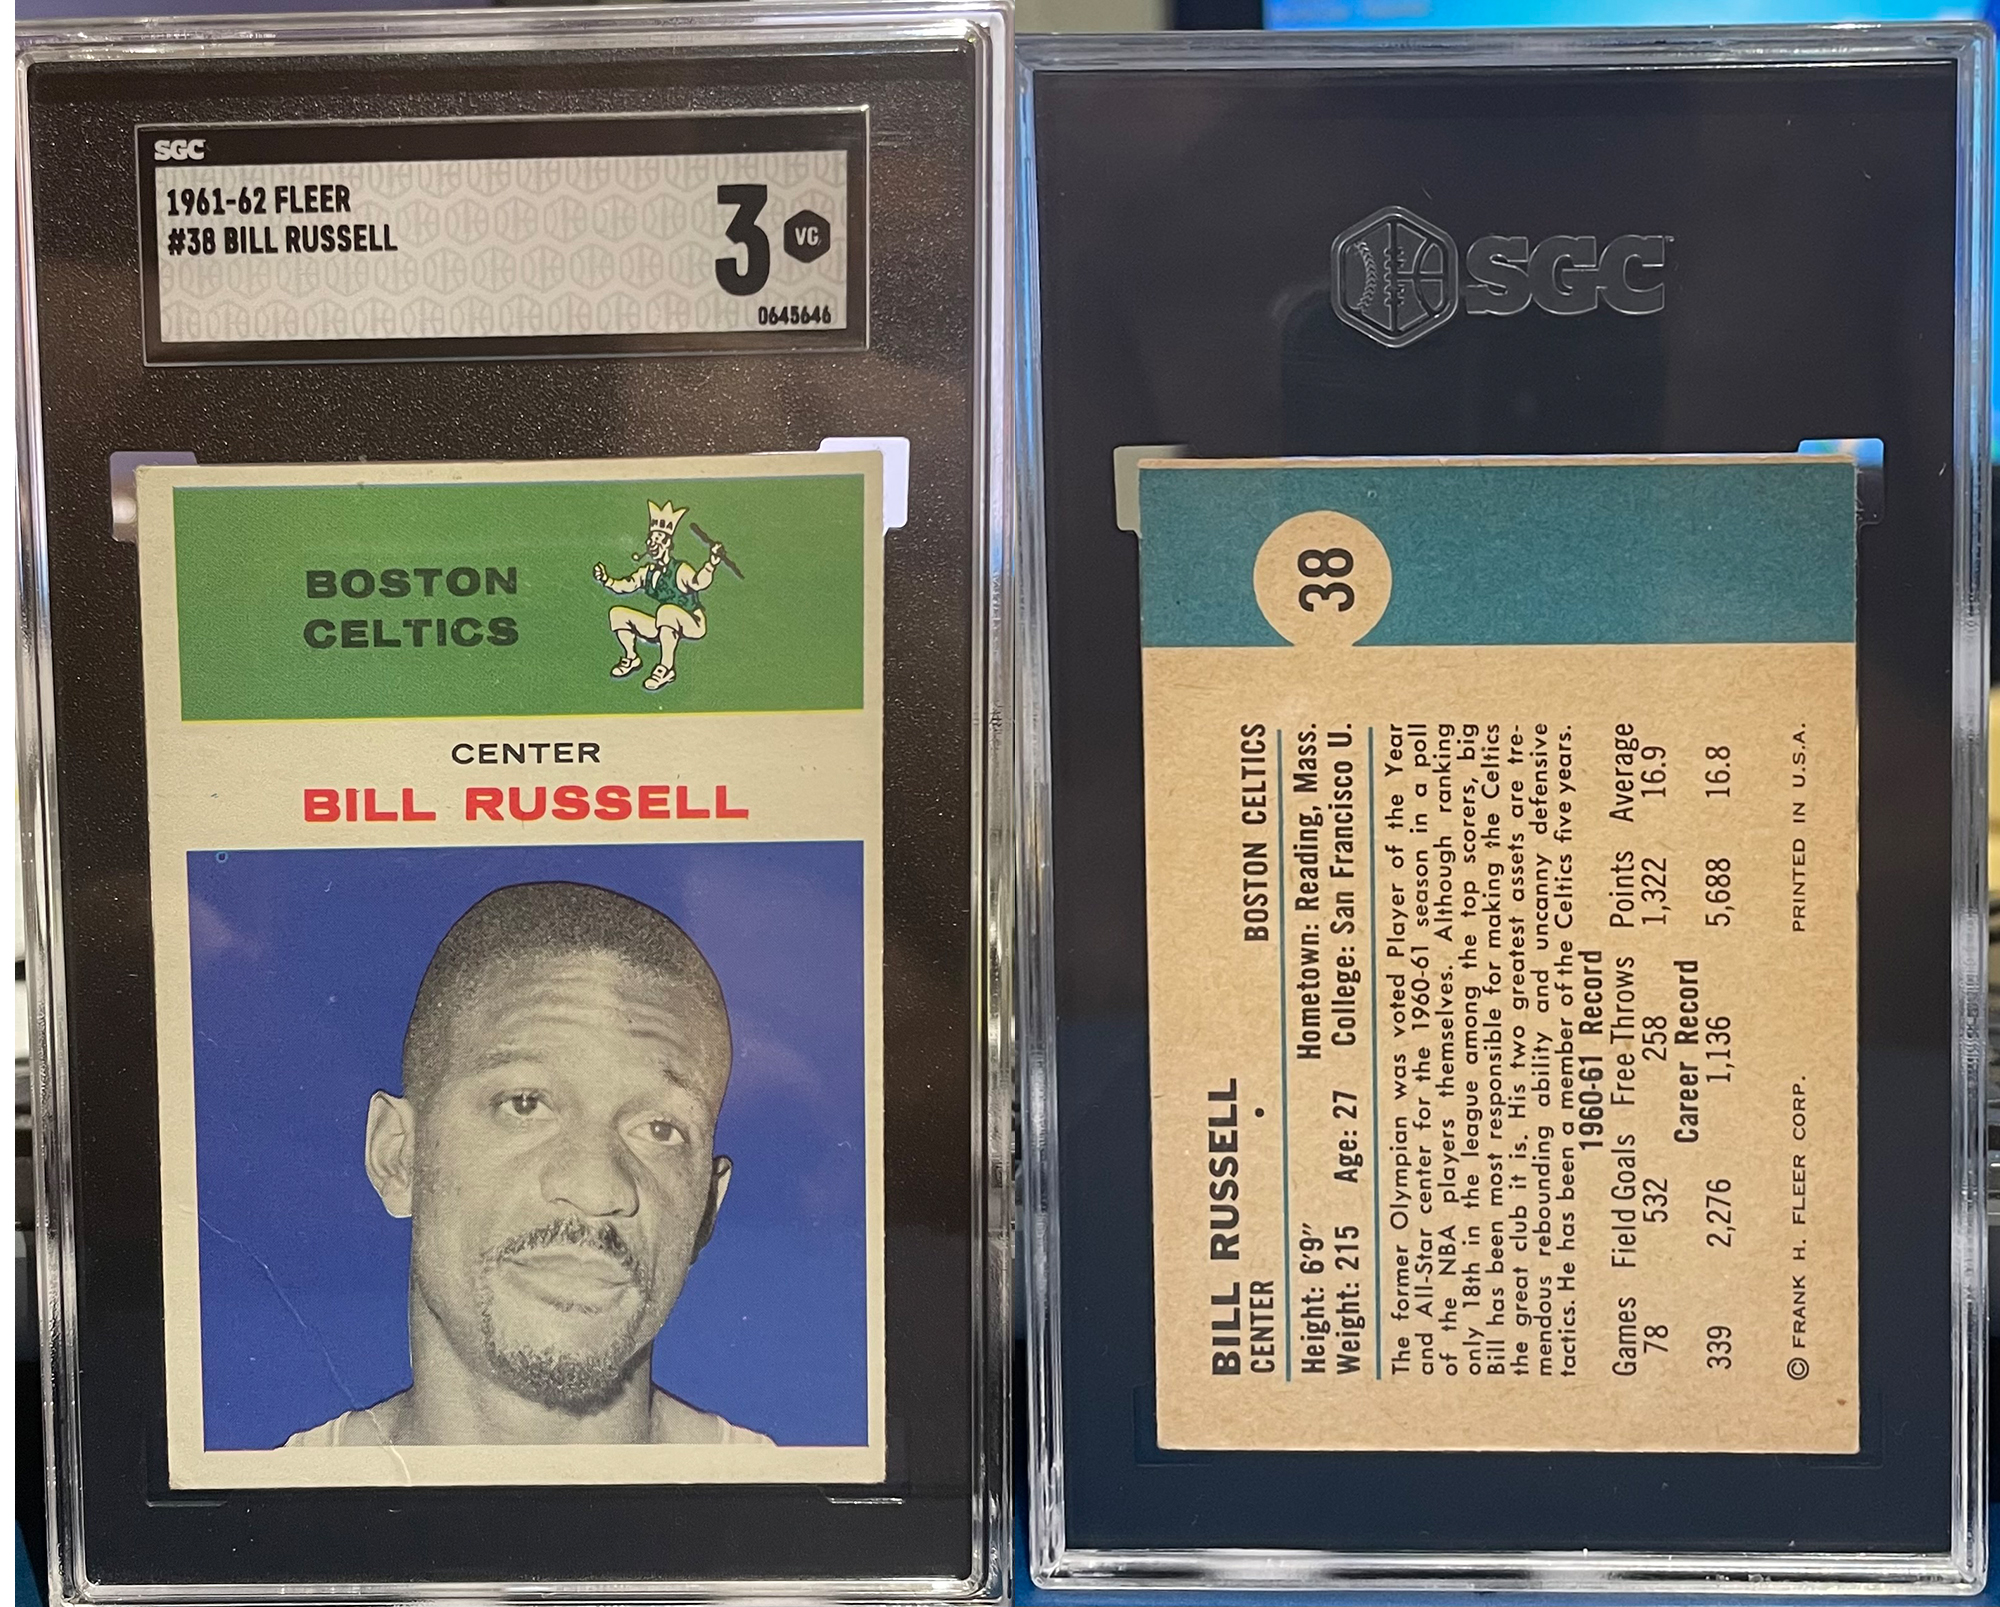 SGC
1961-62 FLEER
#38 BILL RUSSELL
3 VG
0645646
BOSTON
CELTICS
NBA
CENTER
BILL RUSSELL
SGC
38
BILL RUSSELL
CENTER • BOSTON CELTICS
Height: 6'9" Hometown: Reading, Mass.
Weight: 215 Age: 27 College: San Francisco U.
The former Olympian was voted Player of the Year
and All-Star center for the 1960-61 season in a poll
of the NBA players themselves. Although ranking
only 18th in the league among the top scorers, big
Bill has been most responsible for making the Celtics
the great club it is. His two greatest assets are tre-
mendous rebounding ability and uncanny defensive
tactics. He has been a member of the Celtics five years.
1960-61 Record
Games Field Goals Free Throws Points Average
78 532 258 1,322 16.9
Career Record
339 2,276 1,136 5,688 16.8
© FRANK H. FLEER CORP. PRINTED IN U.S.A.